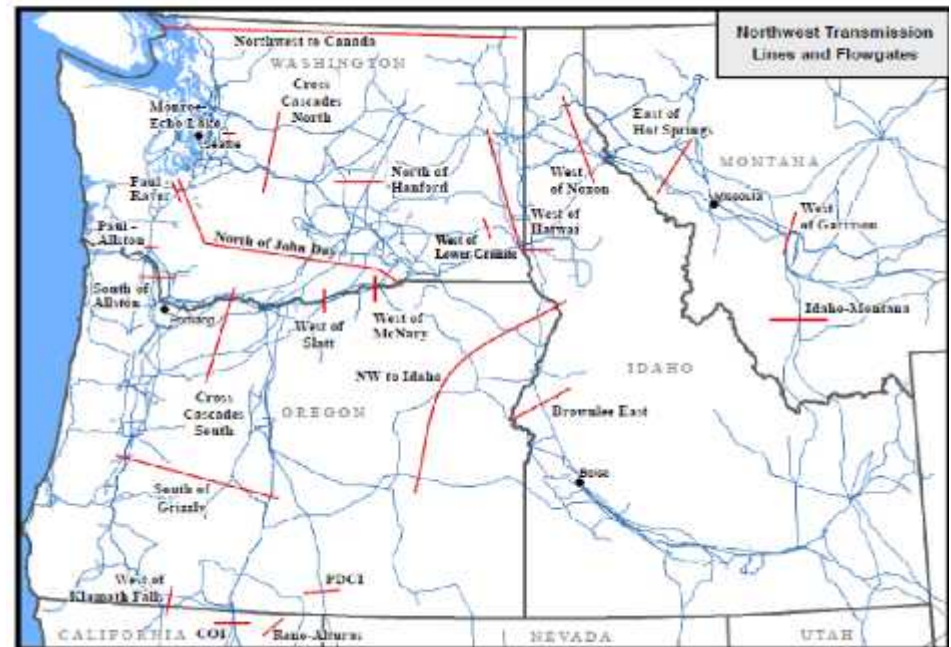 Northwest Transmission
Lines and Flowgates
Northwest to Canada
WASHINGTON
Cross
Cascades
North
Monroe-
Echo Lake
Seattle
East of
Hot Springs
MONTANA
Paul -
Raver
North of
Hanford
West
of Noxon
Missoula
West of
Hatwai
West
of Garrison
Paul -
Allston
North of John Day
West of
Lower Granite
South of
Allston
Portland
West of
Slatt
West of
McNary
Idaho-Montana
NW to Idaho
IDAHO
Cross
Cascades
South
OREGON
Brownlee East
Boise
South of
Grizzly
West of
Klamath Falls
PDCI
CALIFORNIA
COI
Reno-Alturas
NEVADA
UTAH